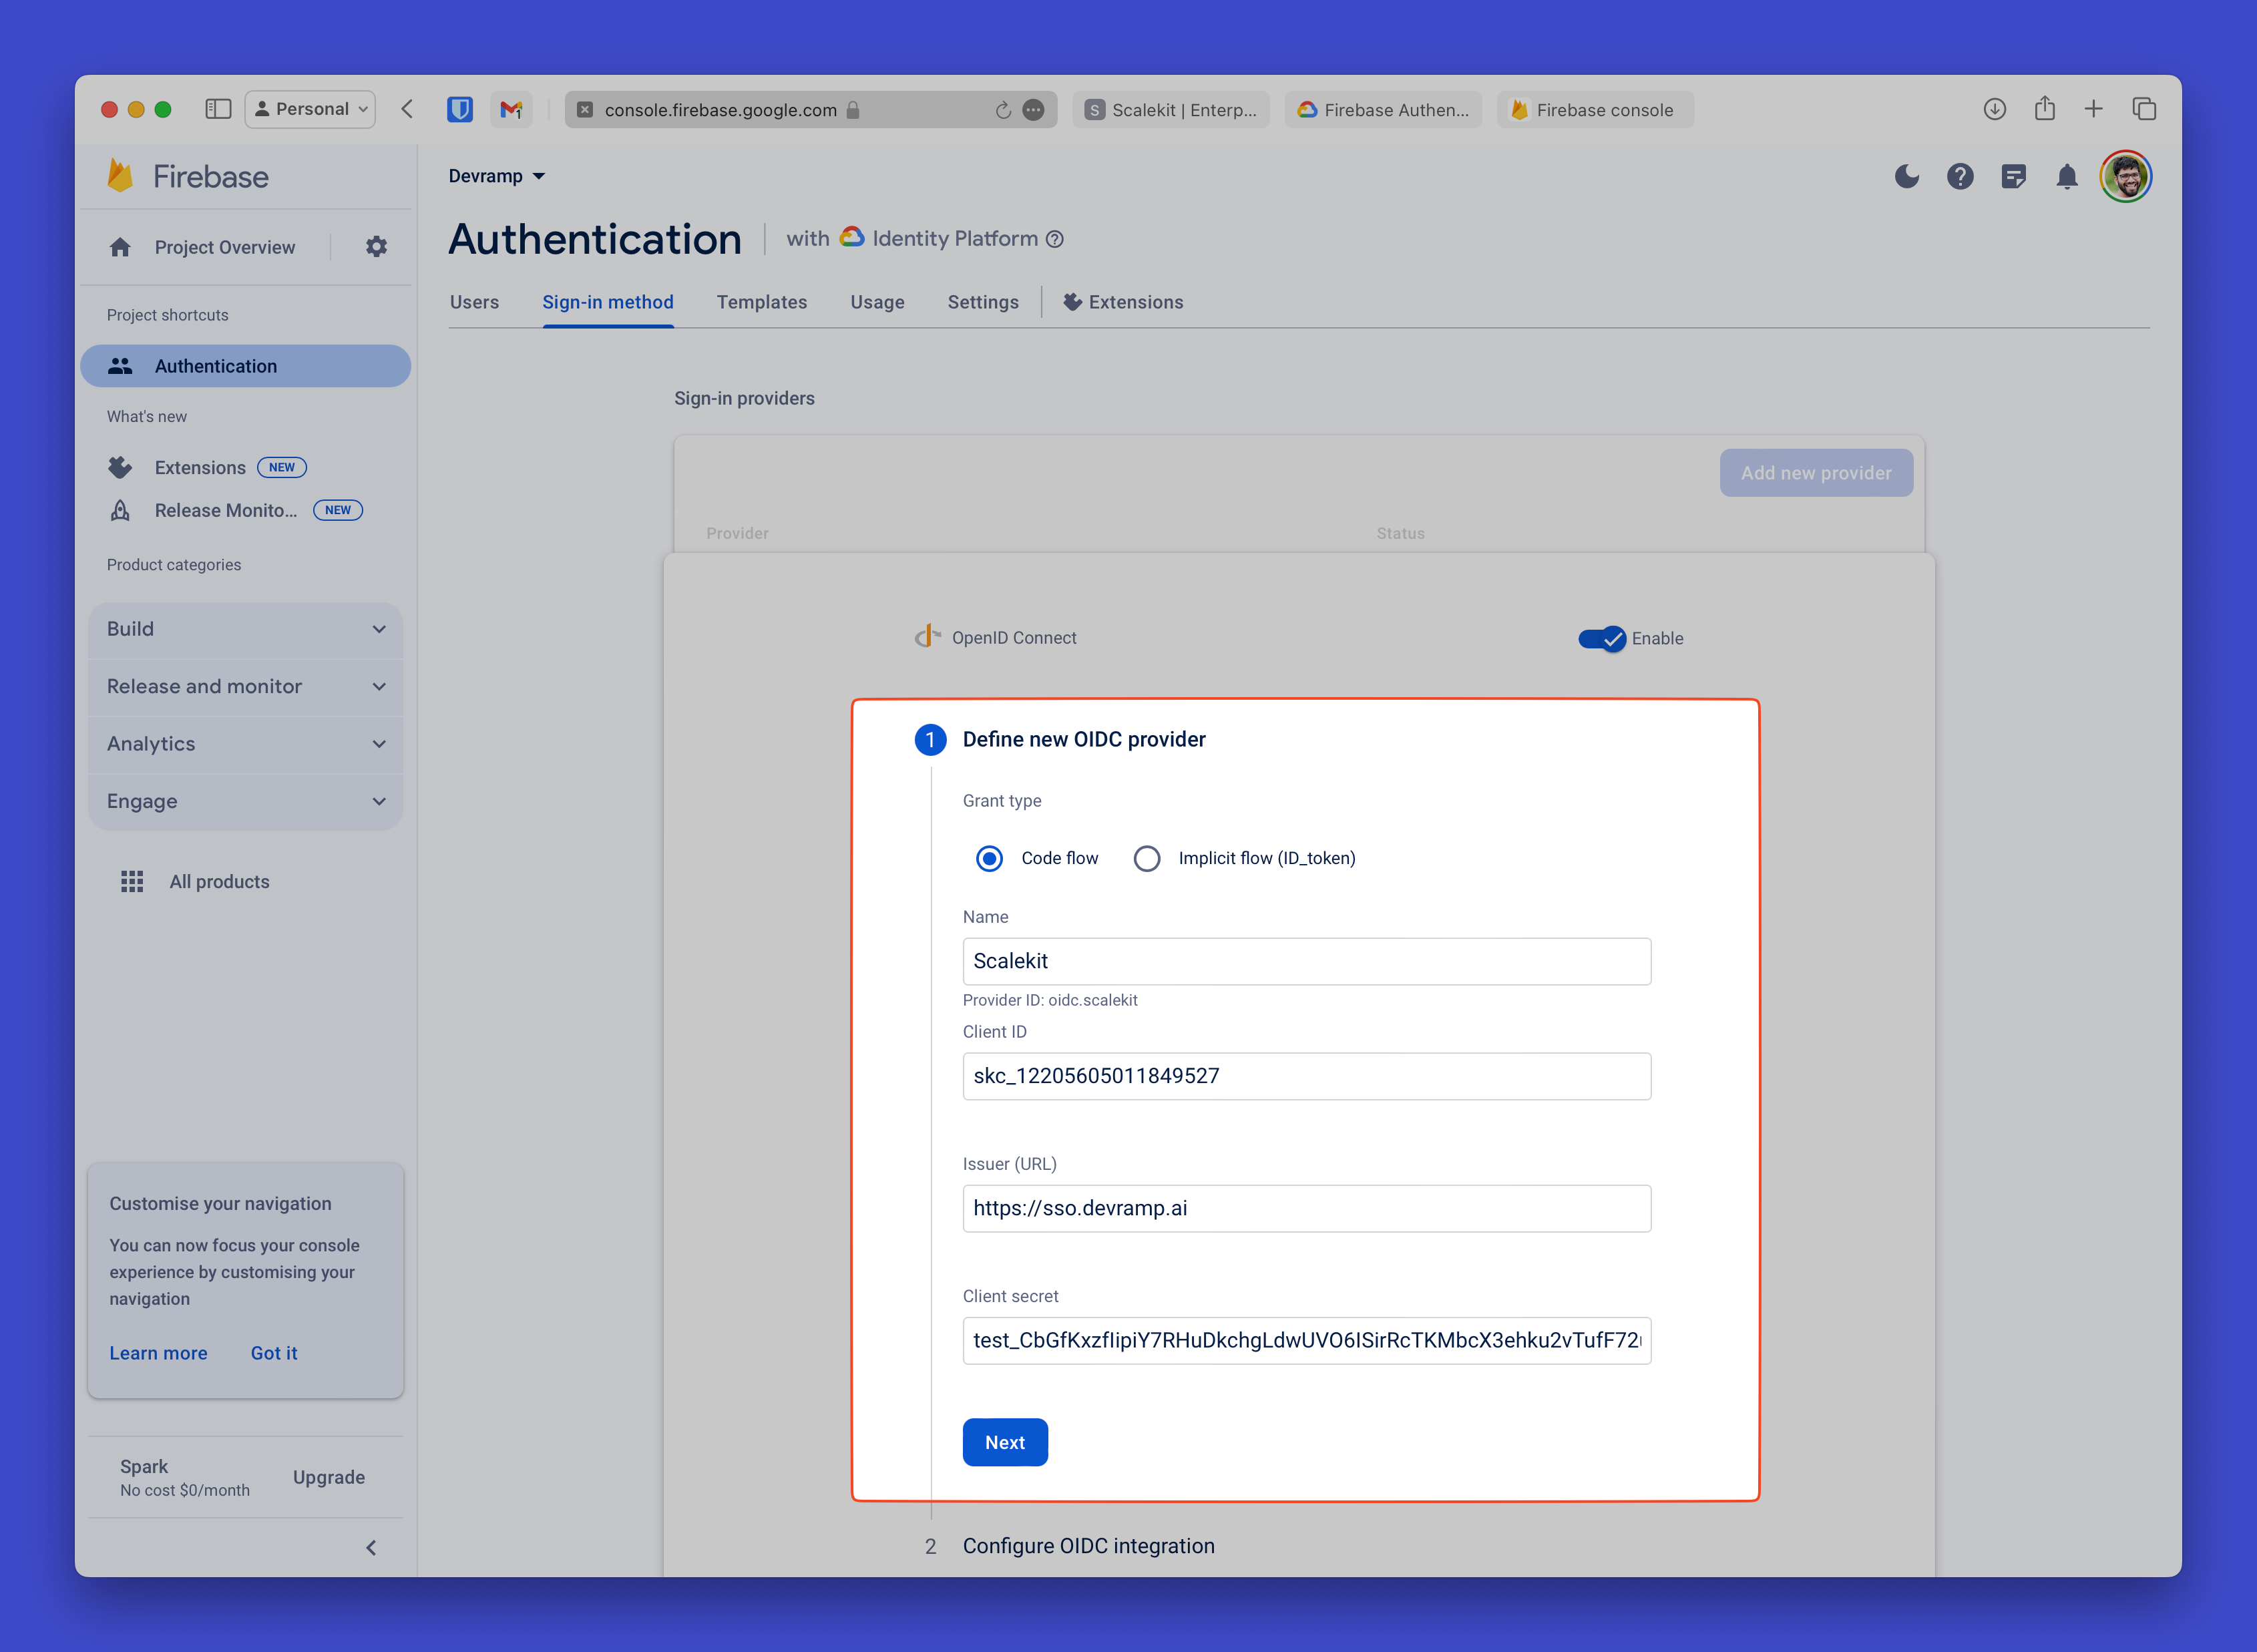 Personal
console.firebase.google.com
Scalekit | Enterp...
Firebase Authen...
Firebase console
Firebase
Project Overview
Project shortcuts
Authentication
What's new
Extensions NEW
Release Monito... NEW
Product categories
Build
Release and monitor
Analytics
Engage
All products
Customise your navigation
You can now focus your console
experience by customising your
navigation
Learn more Got it
Spark
No cost $0/month
Upgrade
Devramp
Authentication with Identity Platform
Users Sign-in method Templates Usage Settings Extensions
Sign-in providers
Add new provider
Provider Status
OpenID Connect Enable
1 Define new OIDC provider
Grant type
Code flow Implicit flow (ID_token)
Name
Scalekit
Provider ID: oidc.scalekit
Client ID
skc_12205605011849527
Issuer (URL)
https://sso.devramp.ai
Client secret
Next
2 Configure OIDC integration